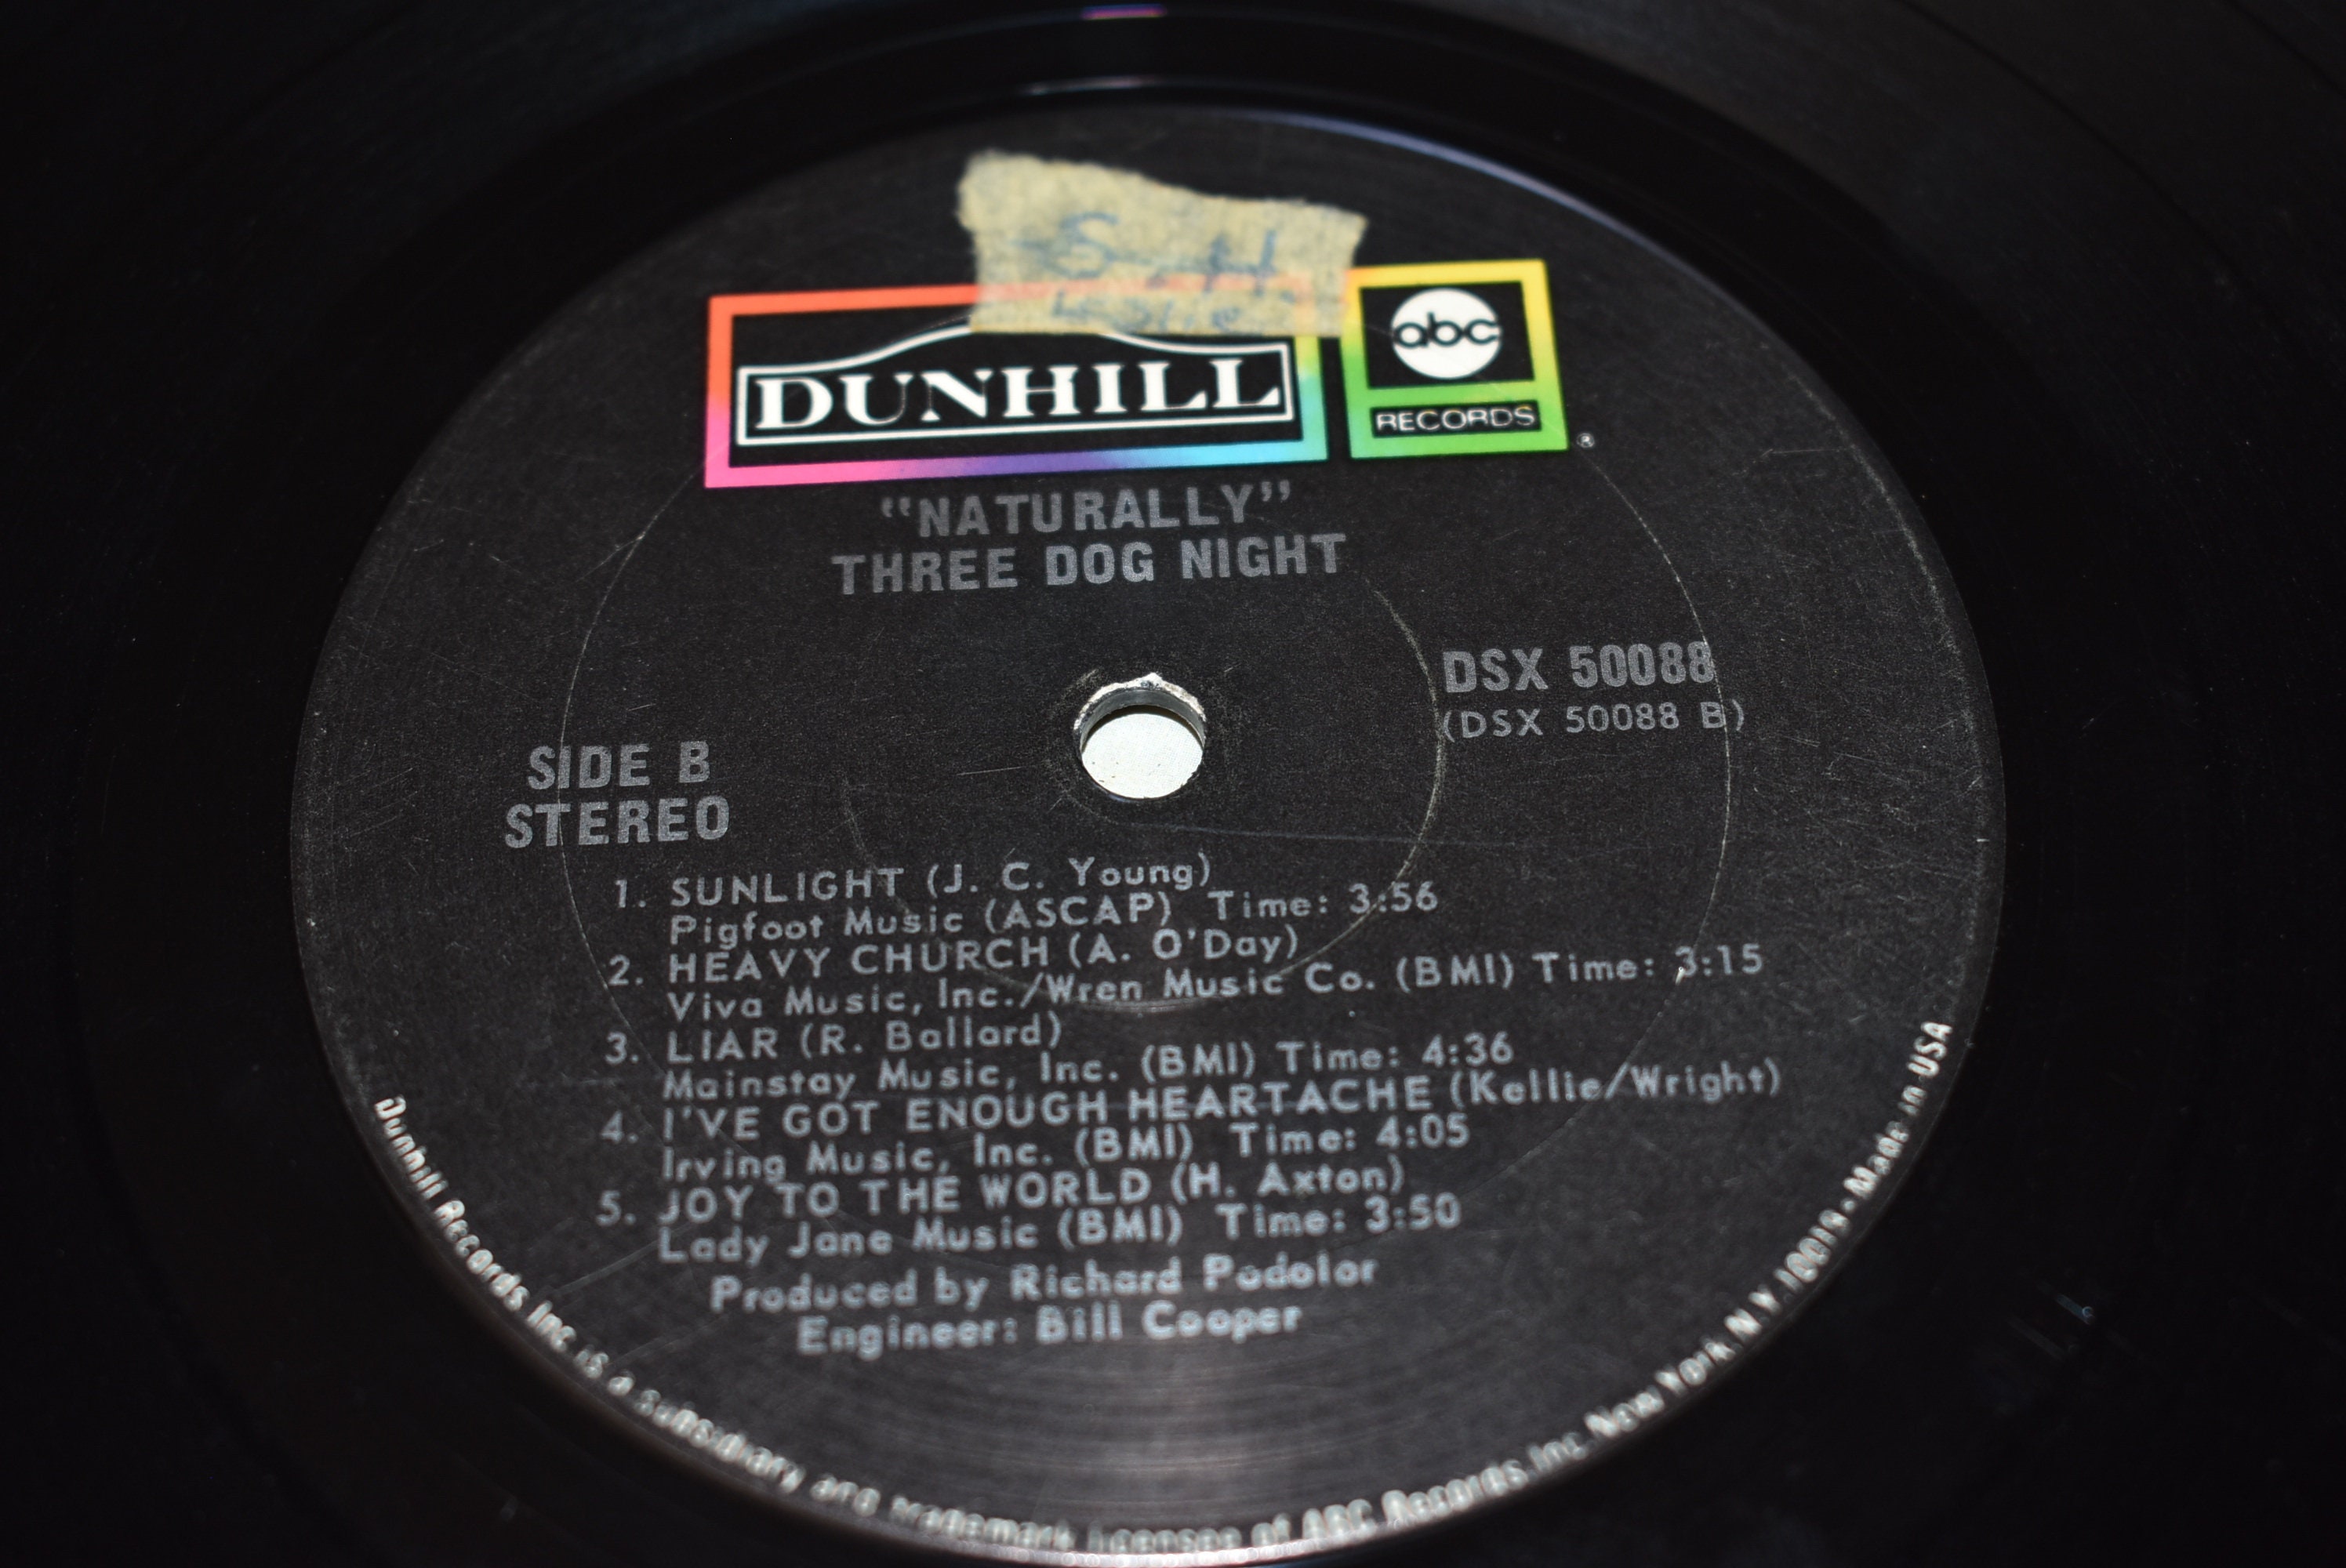 DUNHILL
abc
RECORDS ®
"NATURALLY"
THREE DOG NIGHT
DSX 50088
(DSX 50088 B)
SIDE B
STEREO
1. SUNLIGHT (J. C. Young)
Pigfoot Music (ASCAP) Time: 3:56
2. HEAVY CHURCH (A. O'Day)
Viva Music, Inc./Wren Music Co. (BMI) Time: 3:15
3. LIAR (R. Ballard)
Mainstay Music, Inc. (BMI) Time: 4:36
4. I'VE GOT ENOUGH HEARTACHE (Kellie/Wright)
Irving Music, Inc. (BMI) Time: 4:05
5. JOY TO THE WORLD (H. Axton)
Lady Jane Music (BMI) Time: 3:50
Produced by Richard Podolor
Engineer: Bill Cooper
Dunhill Records Inc. is a Subsidiary and trademark licensee of ABC Records, Inc. New York N.Y. 10019 - Made in USA